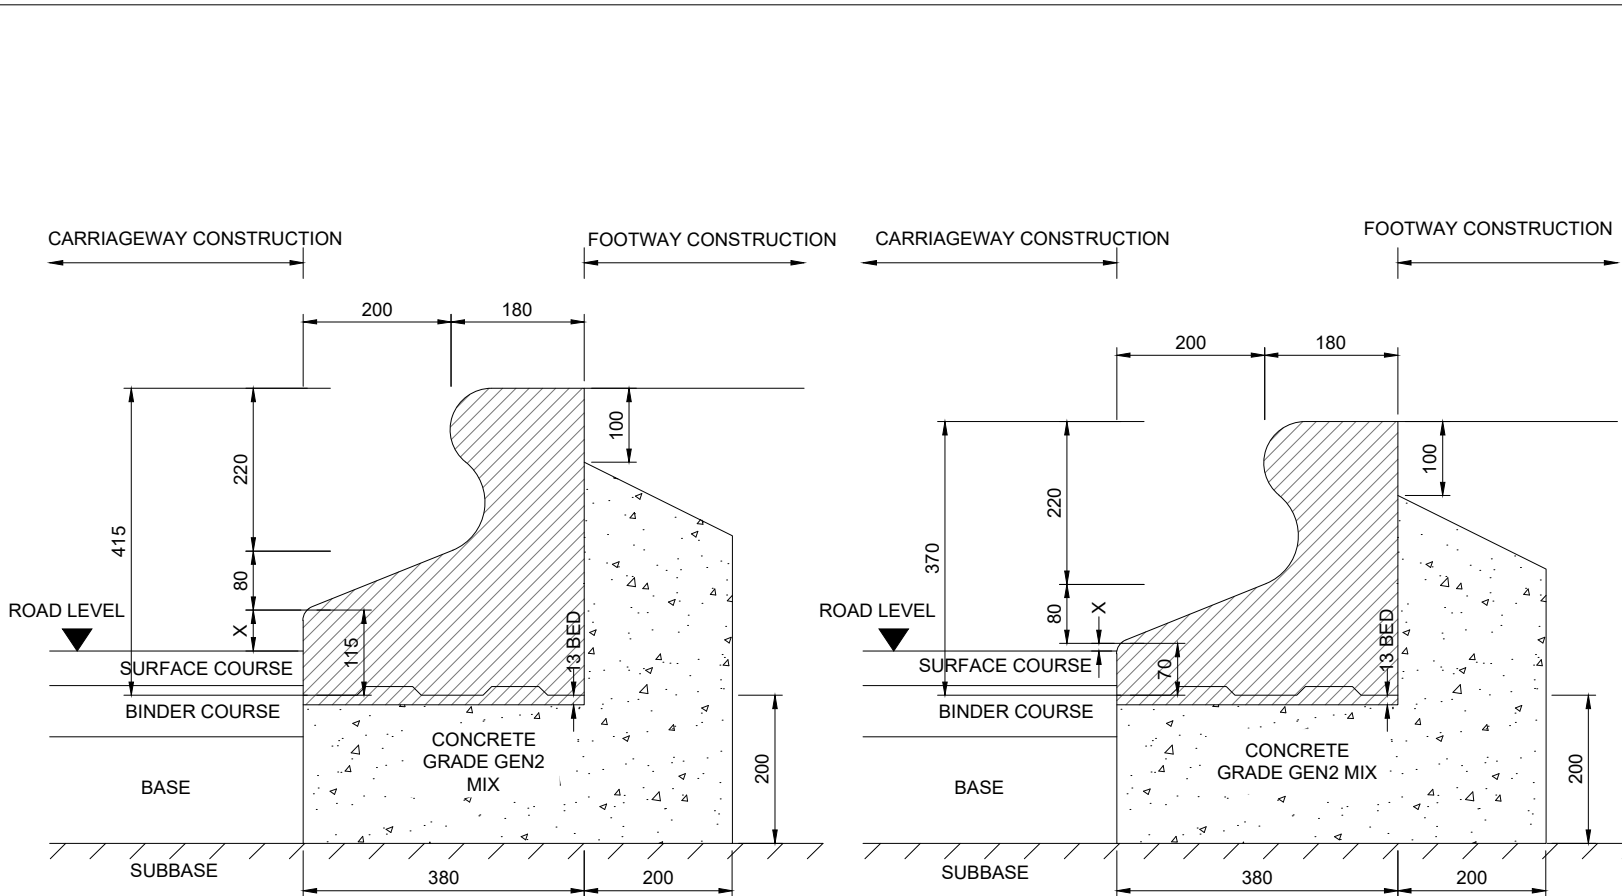 CARRIAGEWAY CONSTRUCTION
FOOTWAY CONSTRUCTION
200
180
100
220
415
80
ROAD LEVEL
X
115
13 BED
SURFACE COURSE
BINDER COURSE
CONCRETE
GRADE GEN2
MIX
200
BASE
SUBBASE
380
200
CARRIAGEWAY CONSTRUCTION
FOOTWAY CONSTRUCTION
200
180
100
220
370
80
X
ROAD LEVEL
70
13 BED
SURFACE COURSE
BINDER COURSE
CONCRETE
GRADE GEN2 MIX
200
BASE
SUBBASE
380
200